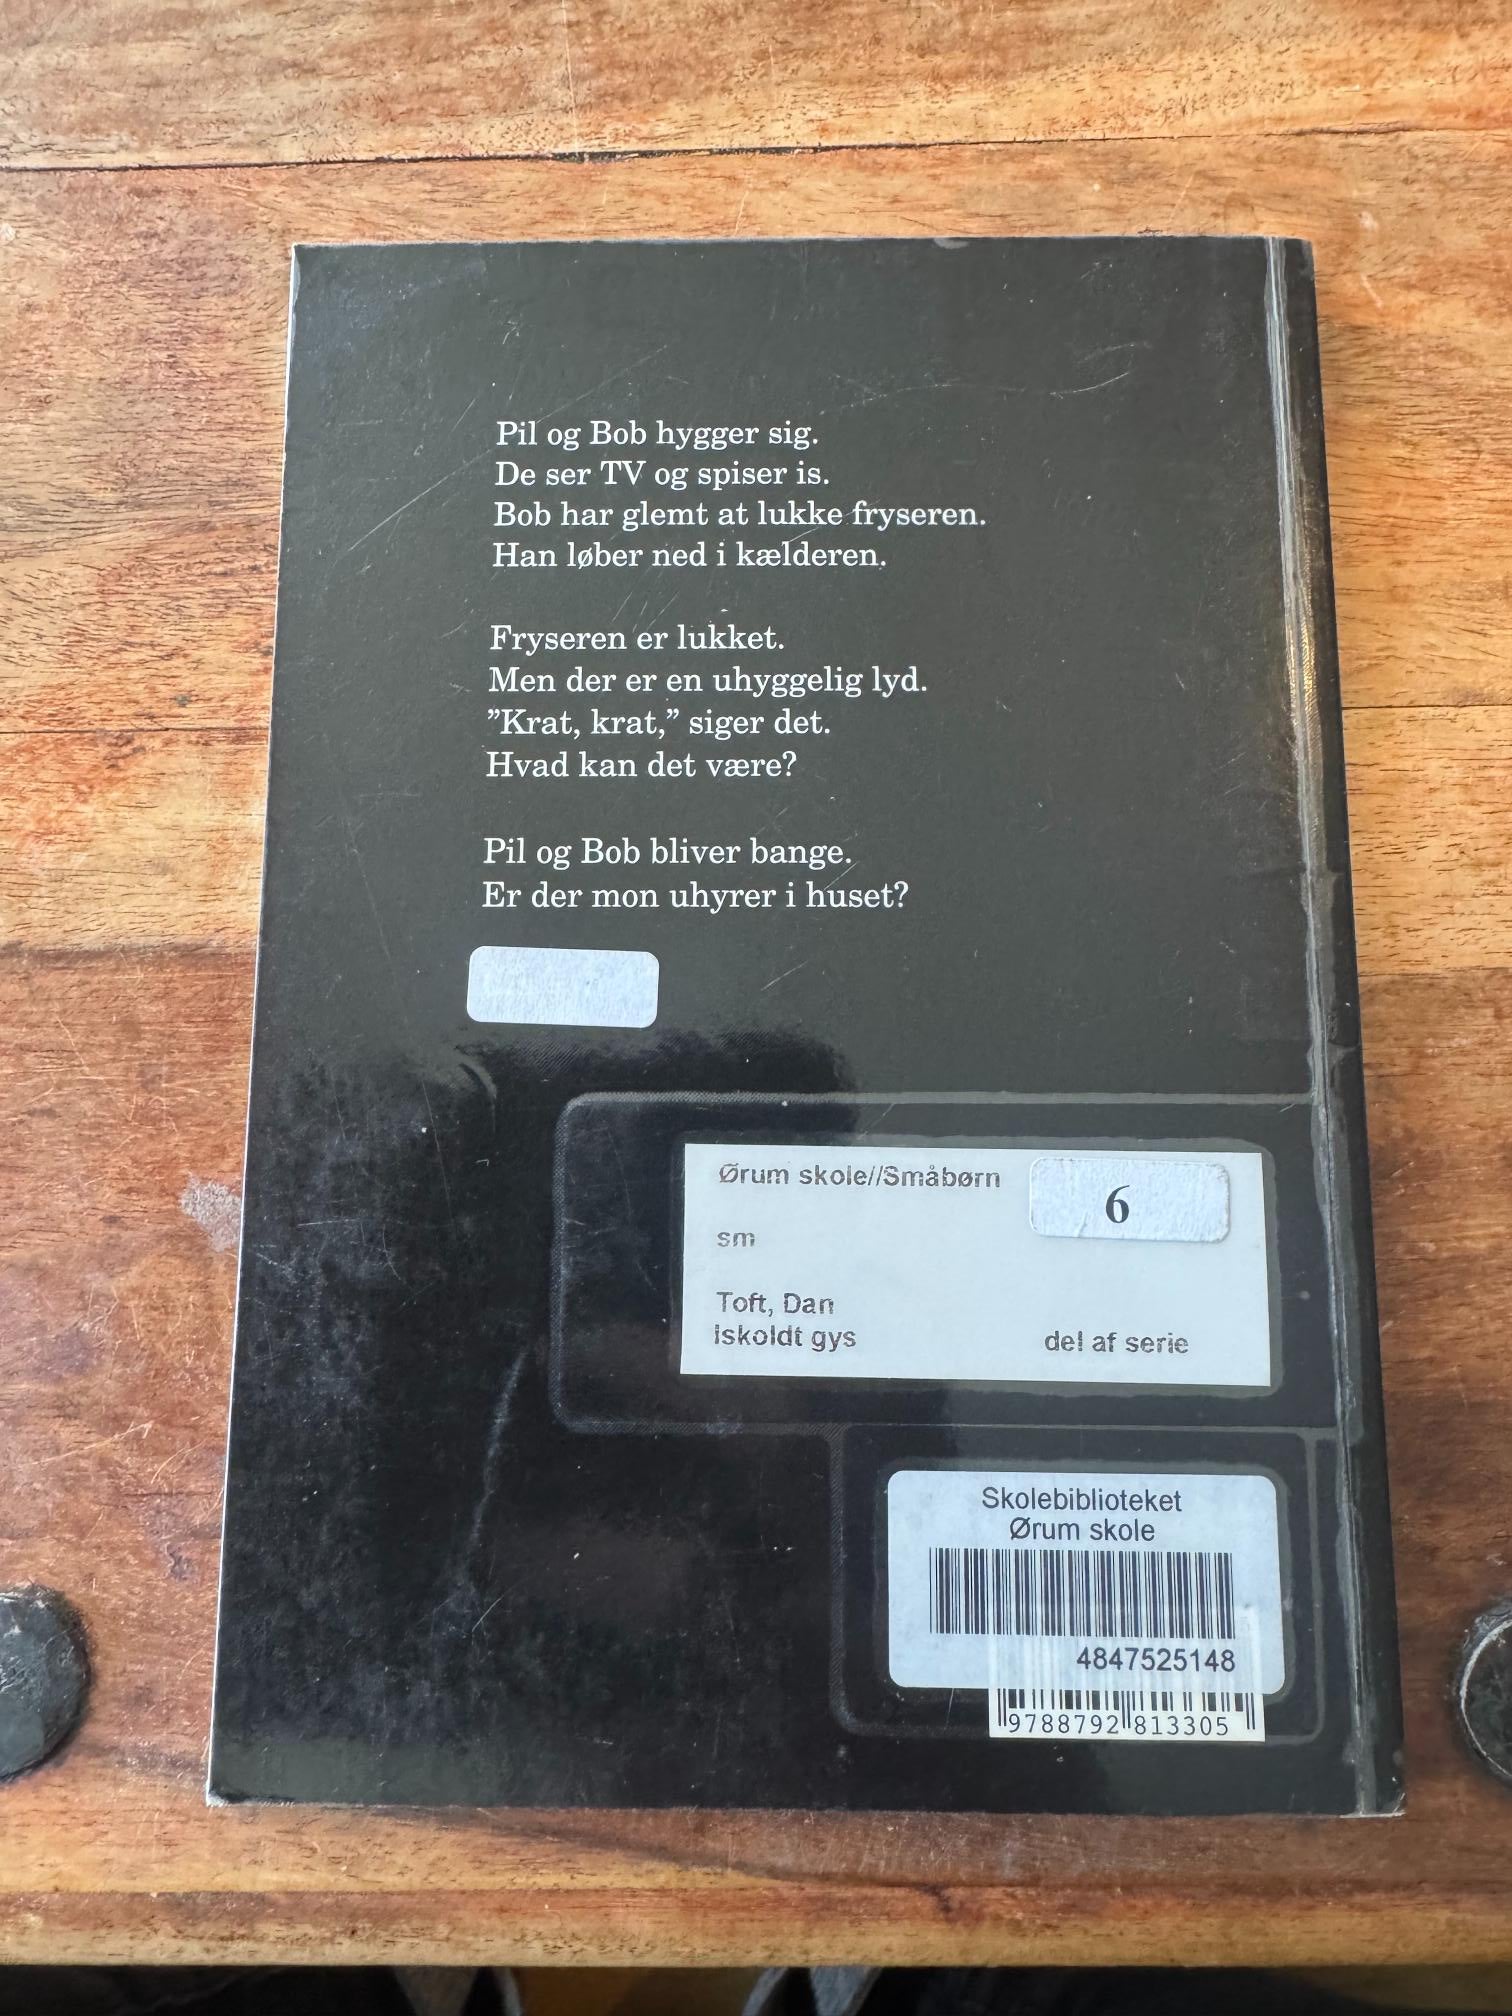 Pil og Bob hygger sig.
De ser TV og spiser is.
Bob har glemt at lukke fryseren.
Han løber ned i kælderen.
Fryseren er lukket.
Men der er en uhyggelig lyd.
”Krat, krat,” siger det.
Hvad kan det være?
Pil og Bob bliver bange.
Er der mon uhyrer i huset?
Ørum skole//Småbørn
6
sm
Toft, Dan
Iskoldt gys
del af serie
Skolebiblioteket
Ørum skole
4847525148
9788792813305